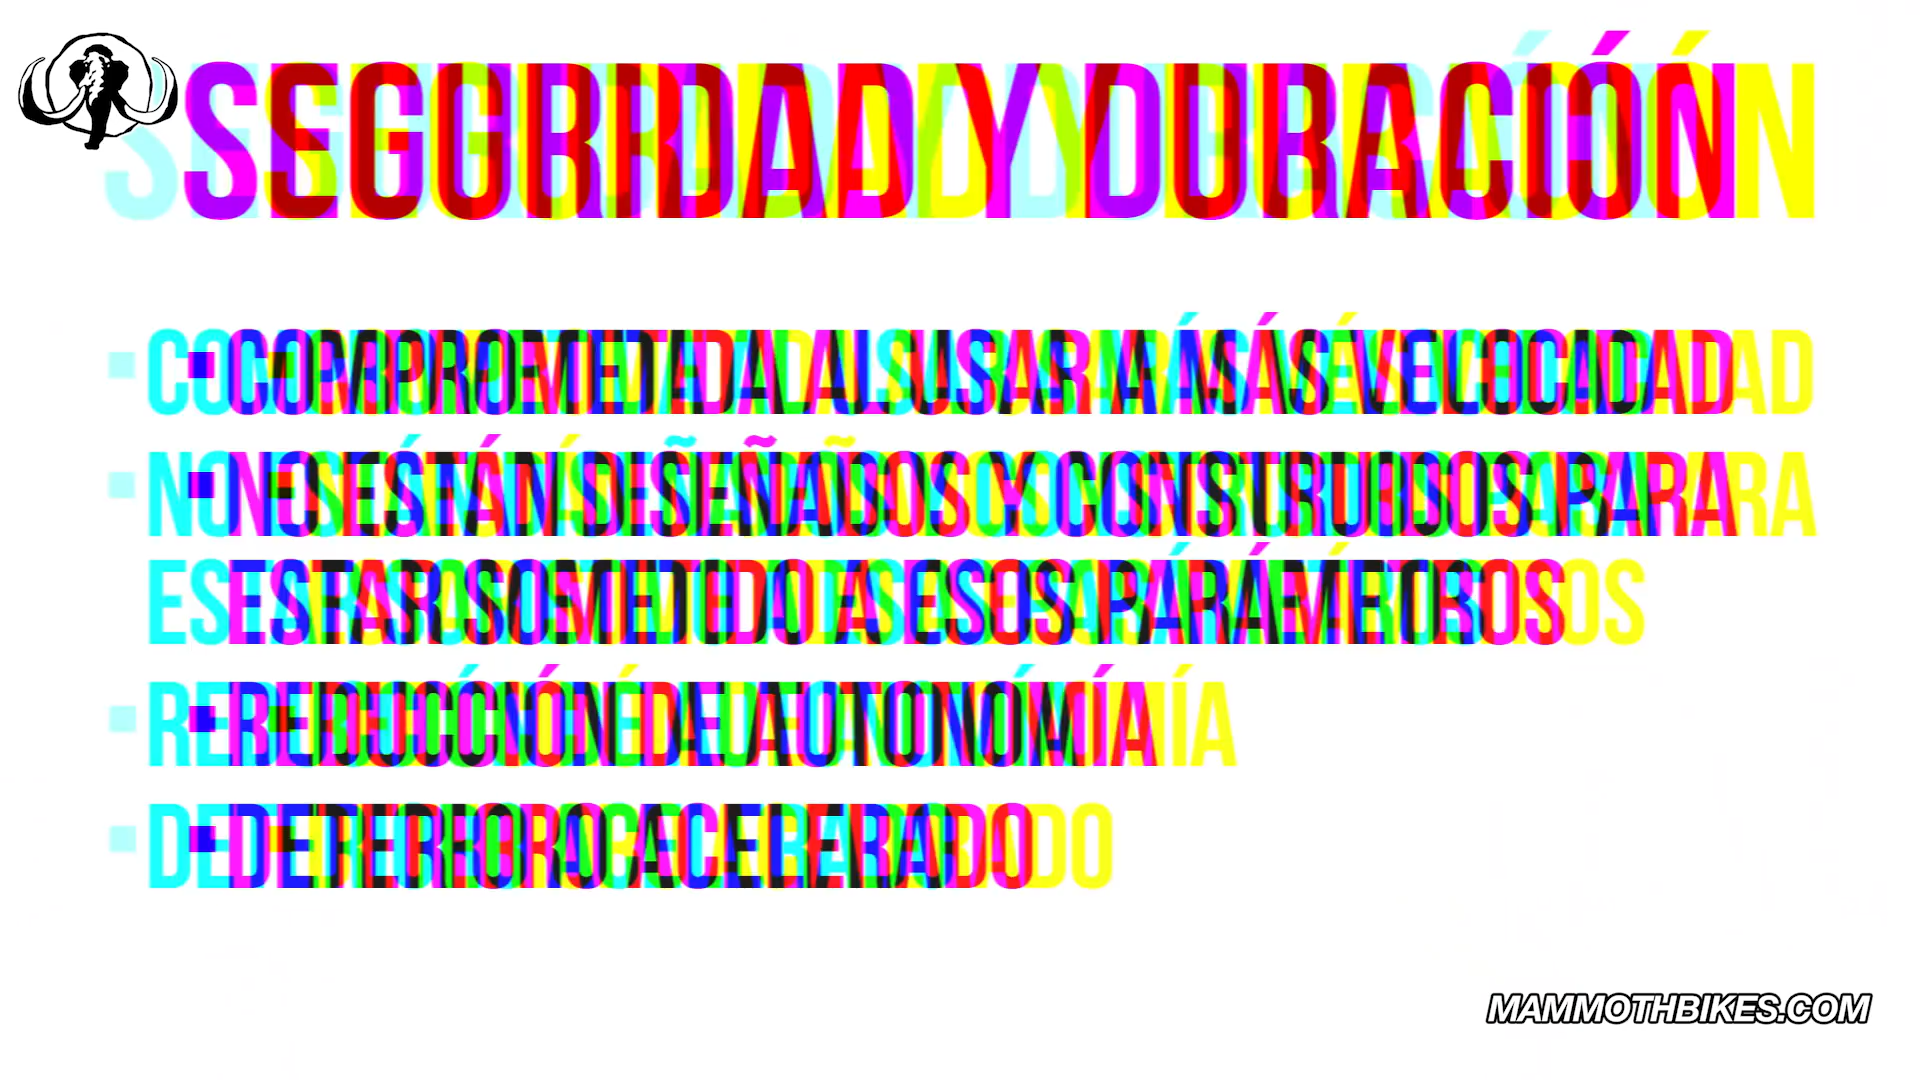 SEGURIDAD Y DURACIÓN
▪ COMPROMETIDA AL USAR A MÁS VELOCIDAD
▪ NO ESTÁN DISEÑADOS Y CONSTRUIDOS PARA
ESTAR SOMETIDO A ESOS PARÁMETROS
▪ REDUCCIÓN DE AUTONOMÍA
▪ DETERIORO ACELERADO
MAMMOTHBIKES.COM